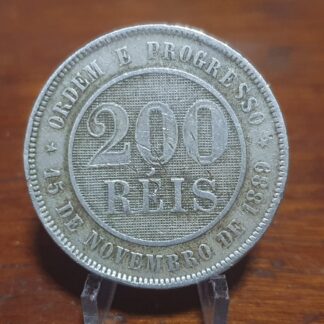 ★ ORDEM E PROGRESSO ★
15 DE NOVEMBRO DE 1889
200
RÉIS